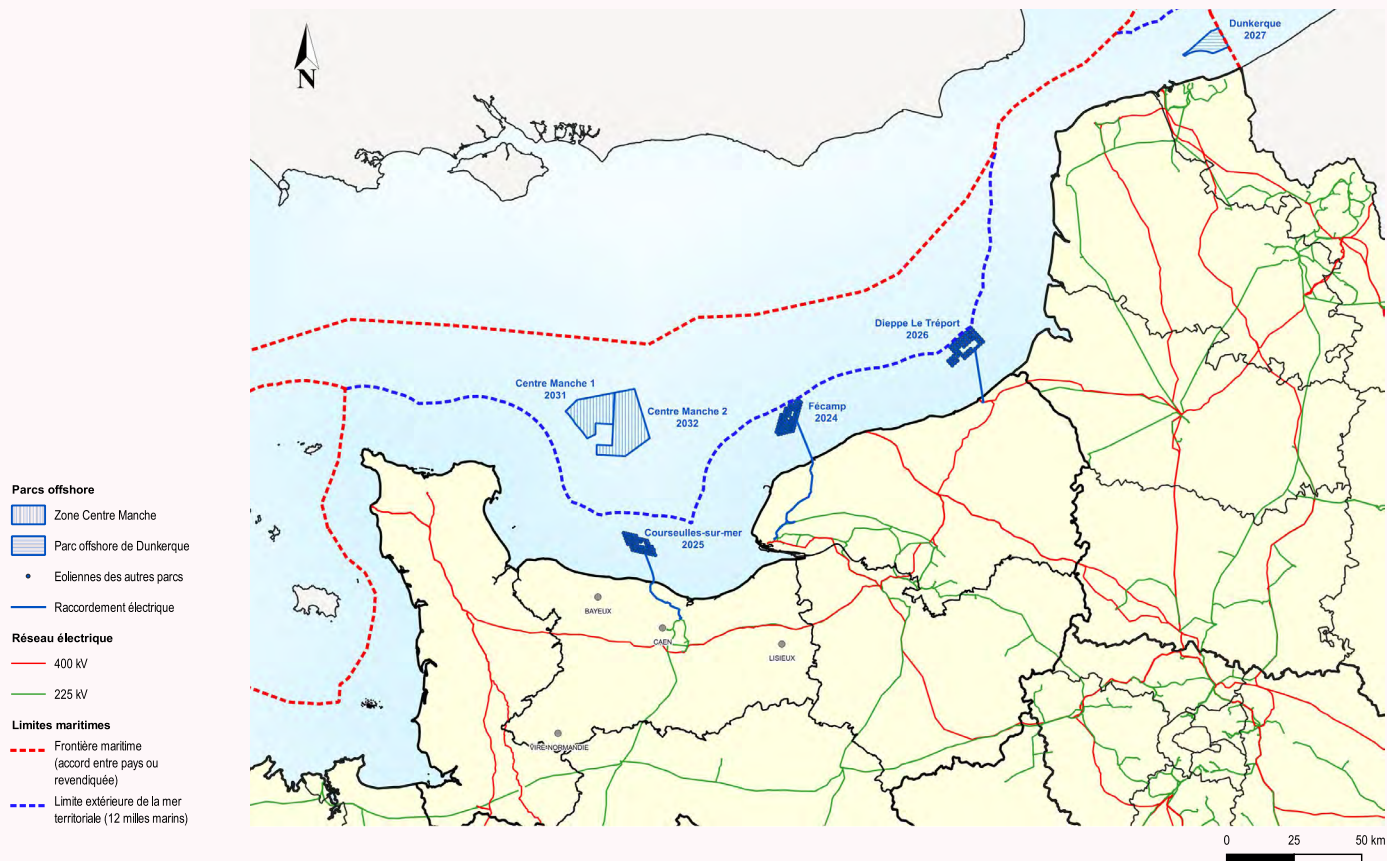 N
Dunkerque
2027
Dieppe Le Tréport
2026
Centre Manche 1
2031
Centre Manche 2
2032
Fécamp
2024
Courseulles-sur-mer
2025
BAYEUX
CAEN
LISIEUX
VIRE-NORMANDIE
Parcs offshore
Zone Centre Manche
Parc offshore de Dunkerque
Eoliennes des autres parcs
Raccordement électrique
Réseau électrique
400 kV
225 kV
Limites maritimes
Frontière maritime
(accord entre pays ou
revendiquée)
Limite extérieure de la mer
territoriale (12 milles marins)
0 25 50 km